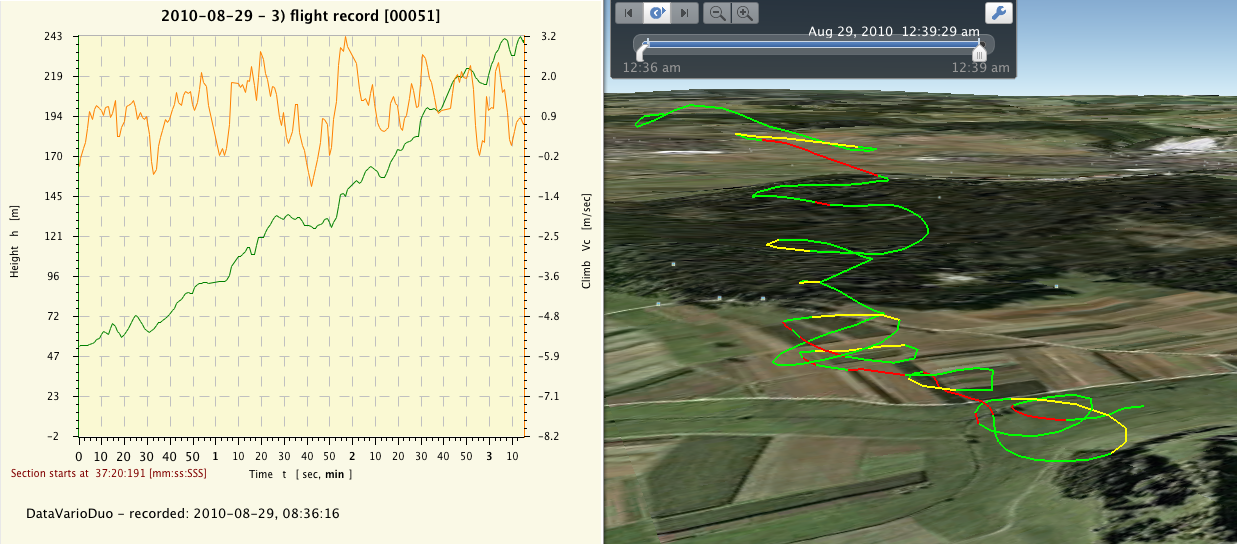 2010-08-29 - 3) flight record [00051]
243
219
194
170
145
121
96
72
47
23
-2
Height h [m]
3.2
2.0
0.9
-0.2
-1.4
-2.5
-3.6
-4.8
-5.9
-7.1
-8.2
Climb Vc [m/sec]
0 10 20 30 40 50 1 10 20 30 40 50 2 10 20 30 40 50 3 10
Section starts at 37:20:191 [mm:ss:SSS]
Time t [ sec, min ]
DataVarioDuo - recorded: 2010-08-29, 08:36:16
Aug 29, 2010 12:39:29 am
12:36 am
12:39 am